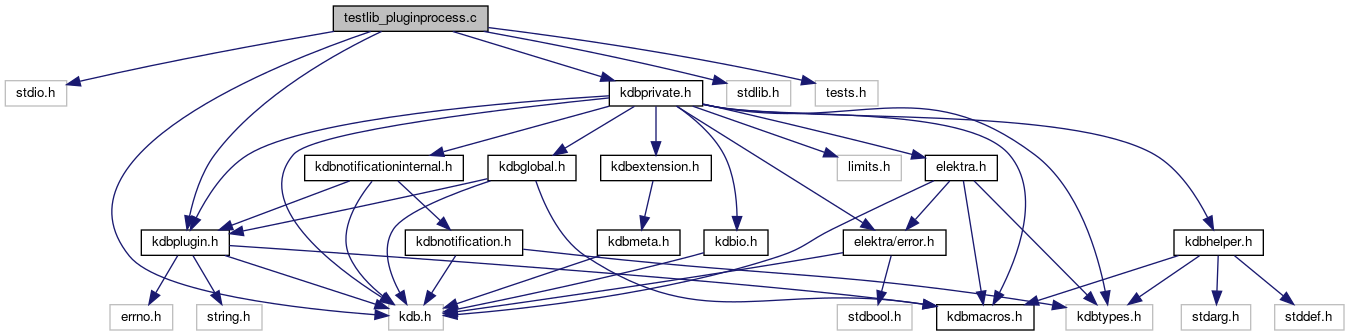 testlib_pluginprocess.c
stdio.h
kdbprivate.h
stdlib.h
tests.h
kdbnotificationinternal.h
kdbglobal.h
kdbextension.h
limits.h
elektra.h
kdbplugin.h
kdbnotification.h
kdbmeta.h
kdbio.h
elektra/error.h
kdbhelper.h
errno.h
string.h
kdb.h
stdbool.h
kdbmacros.h
kdbtypes.h
stdarg.h
stddef.h